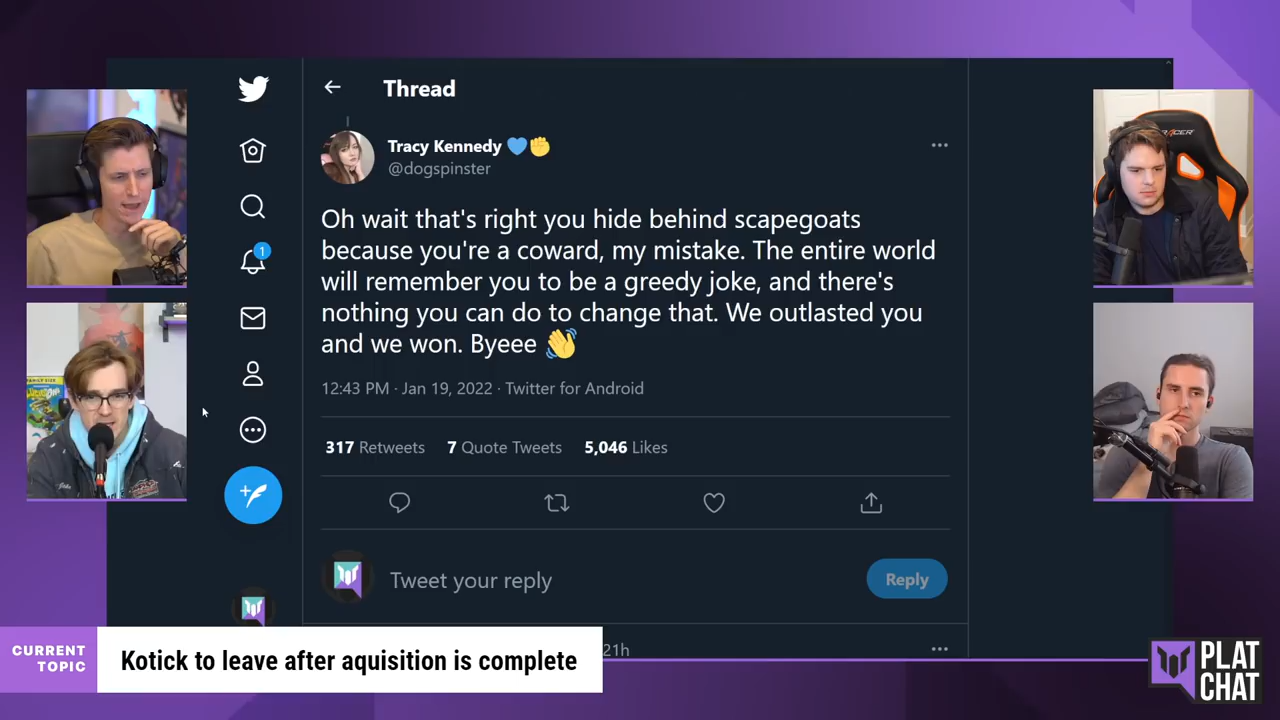 Thread
Tracy Kennedy 💙✊
@dogspinster
Oh wait that's right you hide behind scapegoats
because you're a coward, my mistake. The entire world
will remember you to be a greedy joke, and there's
nothing you can do to change that. We outlasted you
and we won. Byeee 👋
12:43 PM · Jan 19, 2022 · Twitter for Android
317 Retweets 7 Quote Tweets 5,046 Likes
1
Tweet your reply
Reply
21h
CURRENT
TOPIC
Kotick to leave after aquisition is complete
PLAT
CHAT